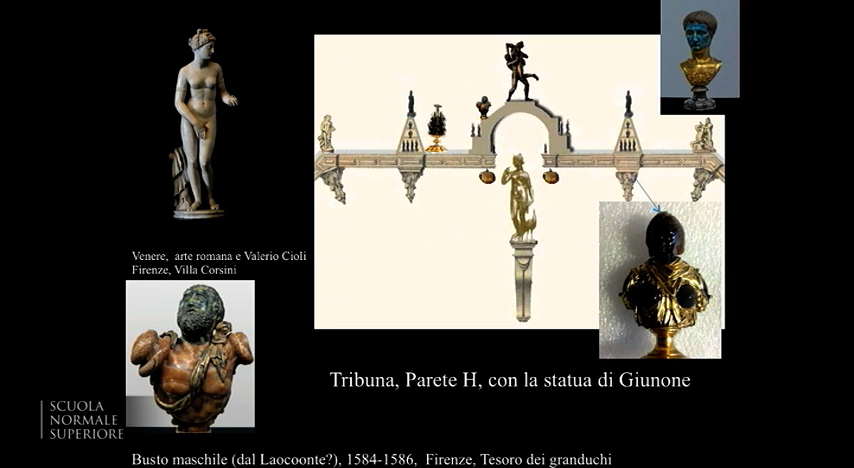 Venere, arte romana e Valerio Cioli
Firenze, Villa Corsini
Tribuna, Parete H, con la statua di Giunone
SCUOLA
NORMALE
SUPERIORE
Busto maschile (dal Laocoonte?), 1584-1586, Firenze, Tesoro dei granduchi